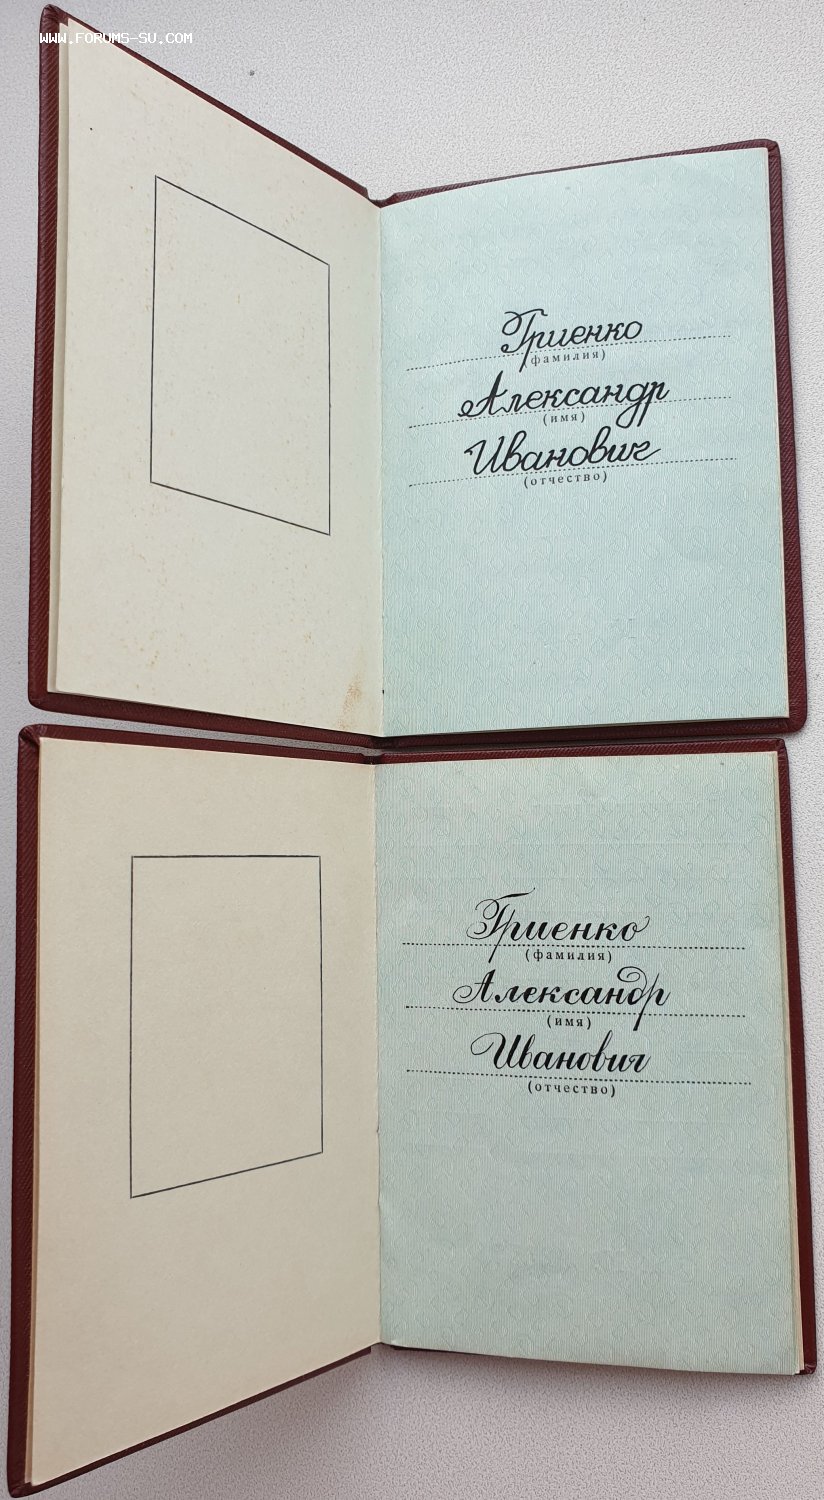 WWW.FORUMS-SU.COM
Гриенко
(фамилия)
Александр
(имя)
Иванович
(отчество)
Гриенко
(фамилия)
Александр
(имя)
Иванович
(отчество)